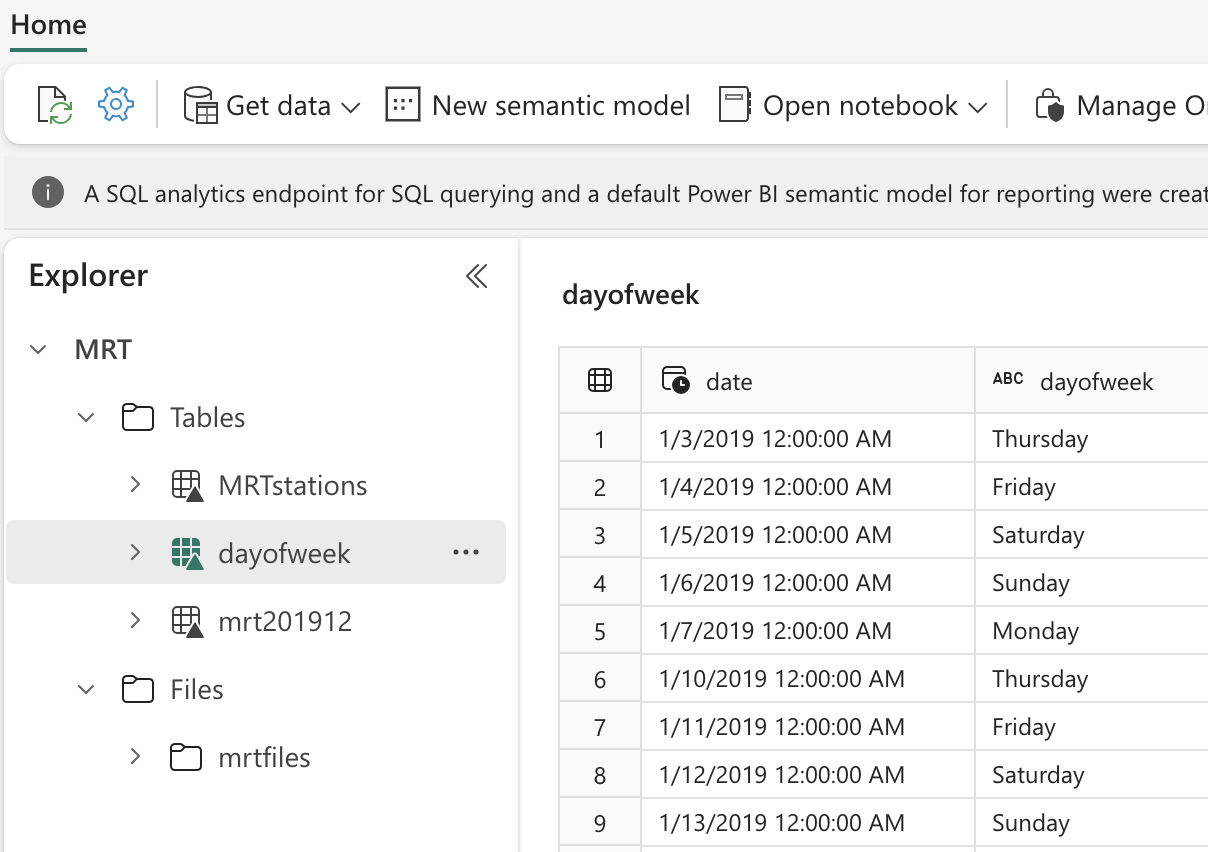 Home
Get data New semantic model Open notebook Manage
A SQL analytics endpoint for SQL querying and a default Power BI semantic model for reporting were
Explorer
MRT
Tables
MRTstations
dayofweek ...
mrt201912
Files
mrtfiles
dayofweek
date ABC dayofweek
1 1/3/2019 12:00:00 AM Thursday
2 1/4/2019 12:00:00 AM Friday
3 1/5/2019 12:00:00 AM Saturday
4 1/6/2019 12:00:00 AM Sunday
5 1/7/2019 12:00:00 AM Monday
6 1/10/2019 12:00:00 AM Thursday
7 1/11/2019 12:00:00 AM Friday
8 1/12/2019 12:00:00 AM Saturday
9 1/13/2019 12:00:00 AM Sunday